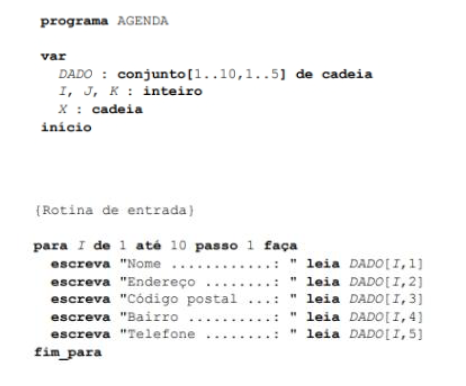 programa AGENDA
var
DADO : conjunto[1..10,1..5] de cadeia
I, J, K : inteiro
X : cadeia
início
{Rotina de entrada}
para I de 1 até 10 passo 1 faça
escreva "Nome ............: " leia DADO[I,1]
escreva "Endereço ........: " leia DADO[I,2]
escreva "Código postal ...: " leia DADO[I,3]
escreva "Bairro ..........: " leia DADO[I,4]
escreva "Telefone ........: " leia DADO[I,5]
fim_para